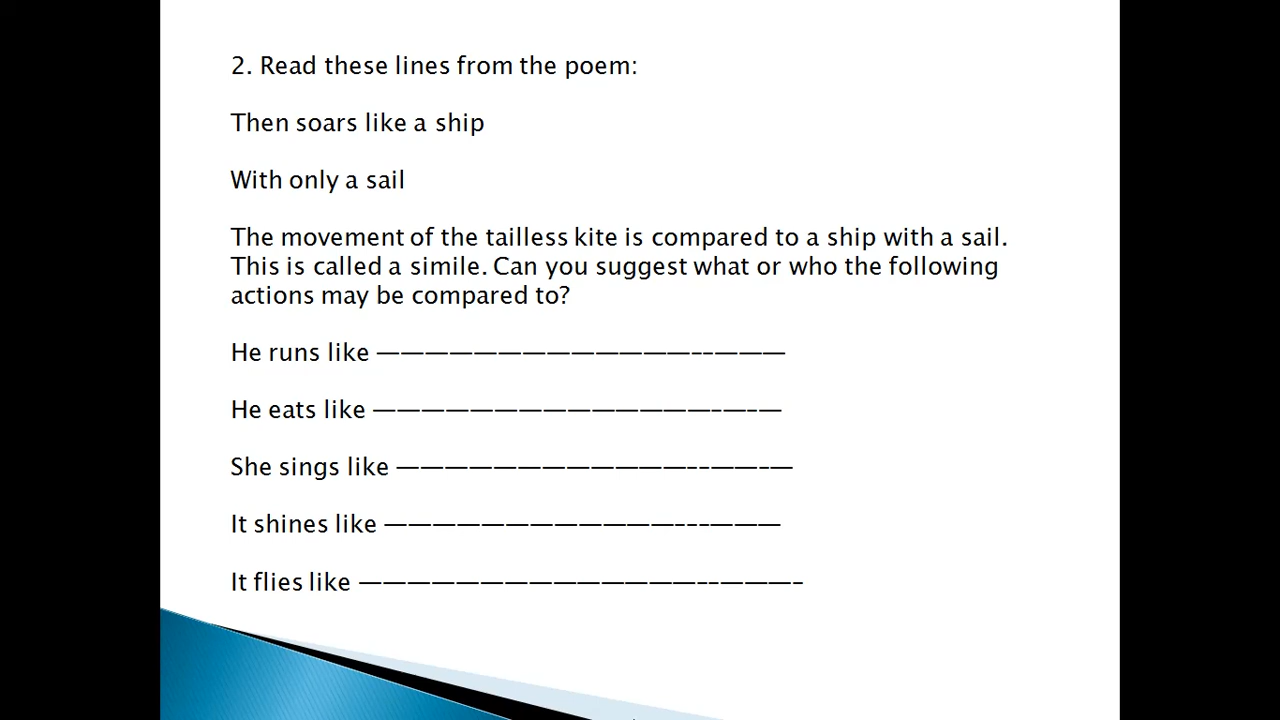 2. Read these lines from the poem:
Then soars like a ship
With only a sail
The movement of the tailless kite is compared to a ship with a sail.
This is called a simile. Can you suggest what or who the following
actions may be compared to?
He runs like —————————————--———
He eats like ——————————————-–-—
She sings like ————————————--——-—
It shines like ————————————---———
It flies like ——————————————--———-